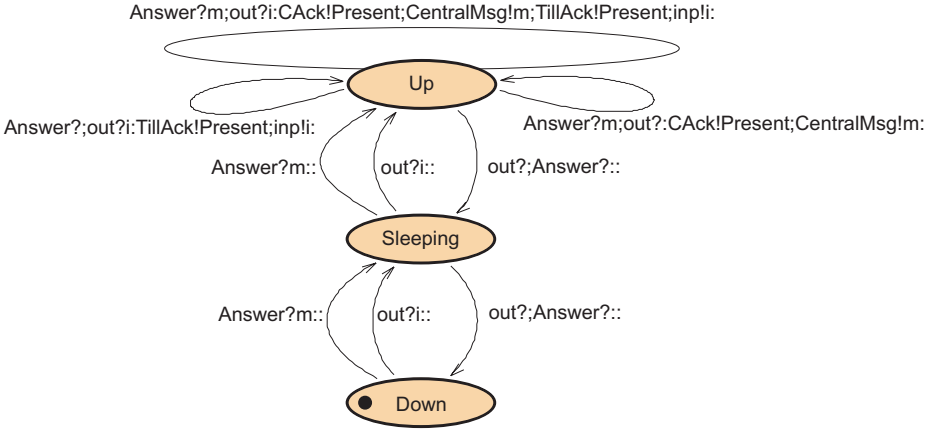 Answer?m;out?i:CAck!Present;CentralMsg!m;TillAck!Present;inp!i:
Up
Answer?;out?i:TillAck!Present;inp!i:
Answer?m;out?:CAck!Present;CentralMsg!m:
Answer?m::
out?i::
out?;Answer?::
Sleeping
Answer?m::
out?i::
out?;Answer?::
Down